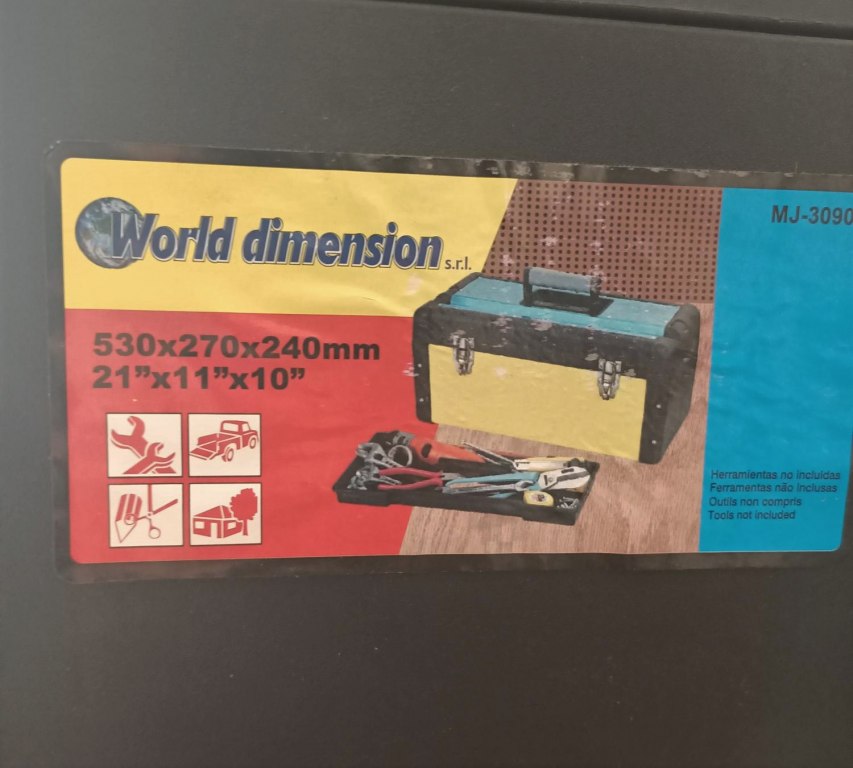 World dimension s.r.l.
MJ-3090
530x270x240mm
21”x11”x10”
Herramientas no incluidas
Ferramentas não inclusas
Outils non compris
Tools not included